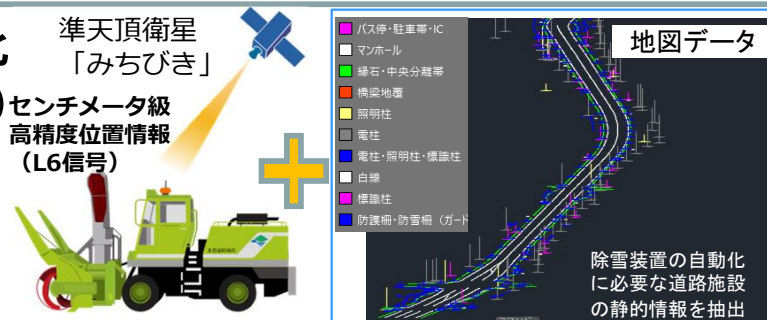 化
準天頂衛星
「みちびき」
センチメータ級
高精度位置情報
（L6信号）
地図データ
バス停・駐車帯・IC
マンホール
縁石・中央分離帯
橋梁地覆
照明柱
電柱
電柱・照明柱・標識柱
白線
標識柱
防護柵・防雪柵（ガード
除雪装置の自動化
に必要な道路施設
の静的情報を抽出